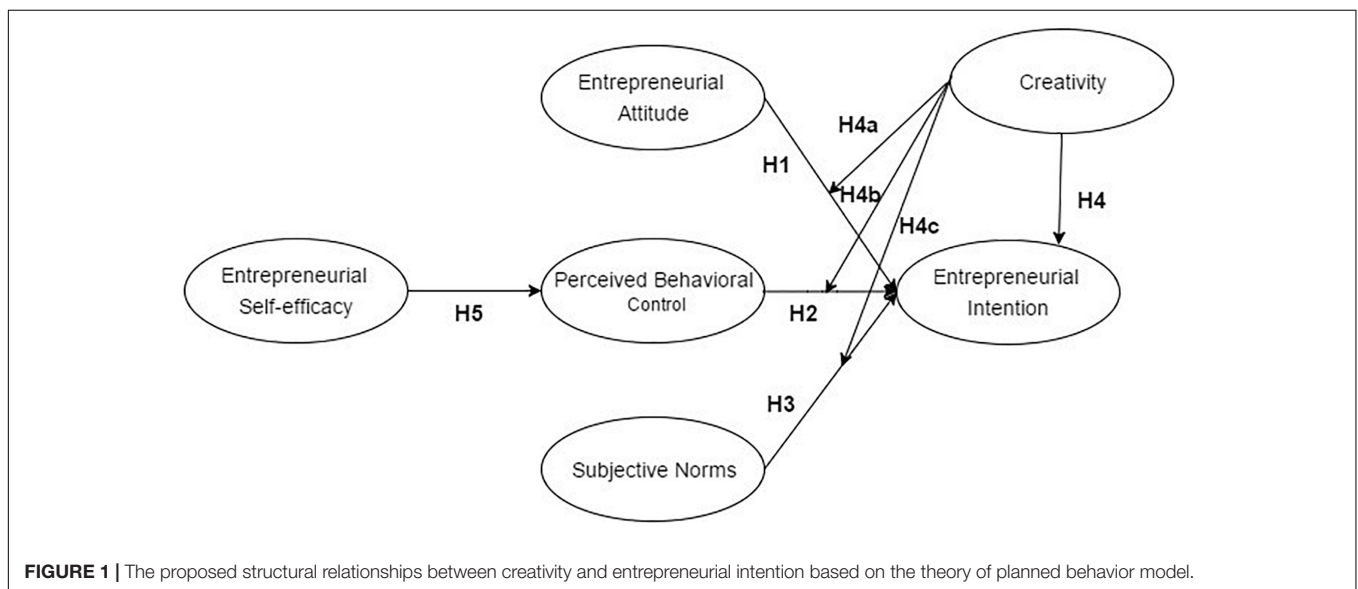 Entrepreneurial
Attitude
Creativity
H4a
H1
H4b
H4
H4c
Entrepreneurial
Self-efficacy
H5
Perceived Behavioral
Control
H2
Entrepreneurial
Intention
H3
Subjective Norms
FIGURE 1 | The proposed structural relationships between creativity and entrepreneurial intention based on the theory of planned behavior model.